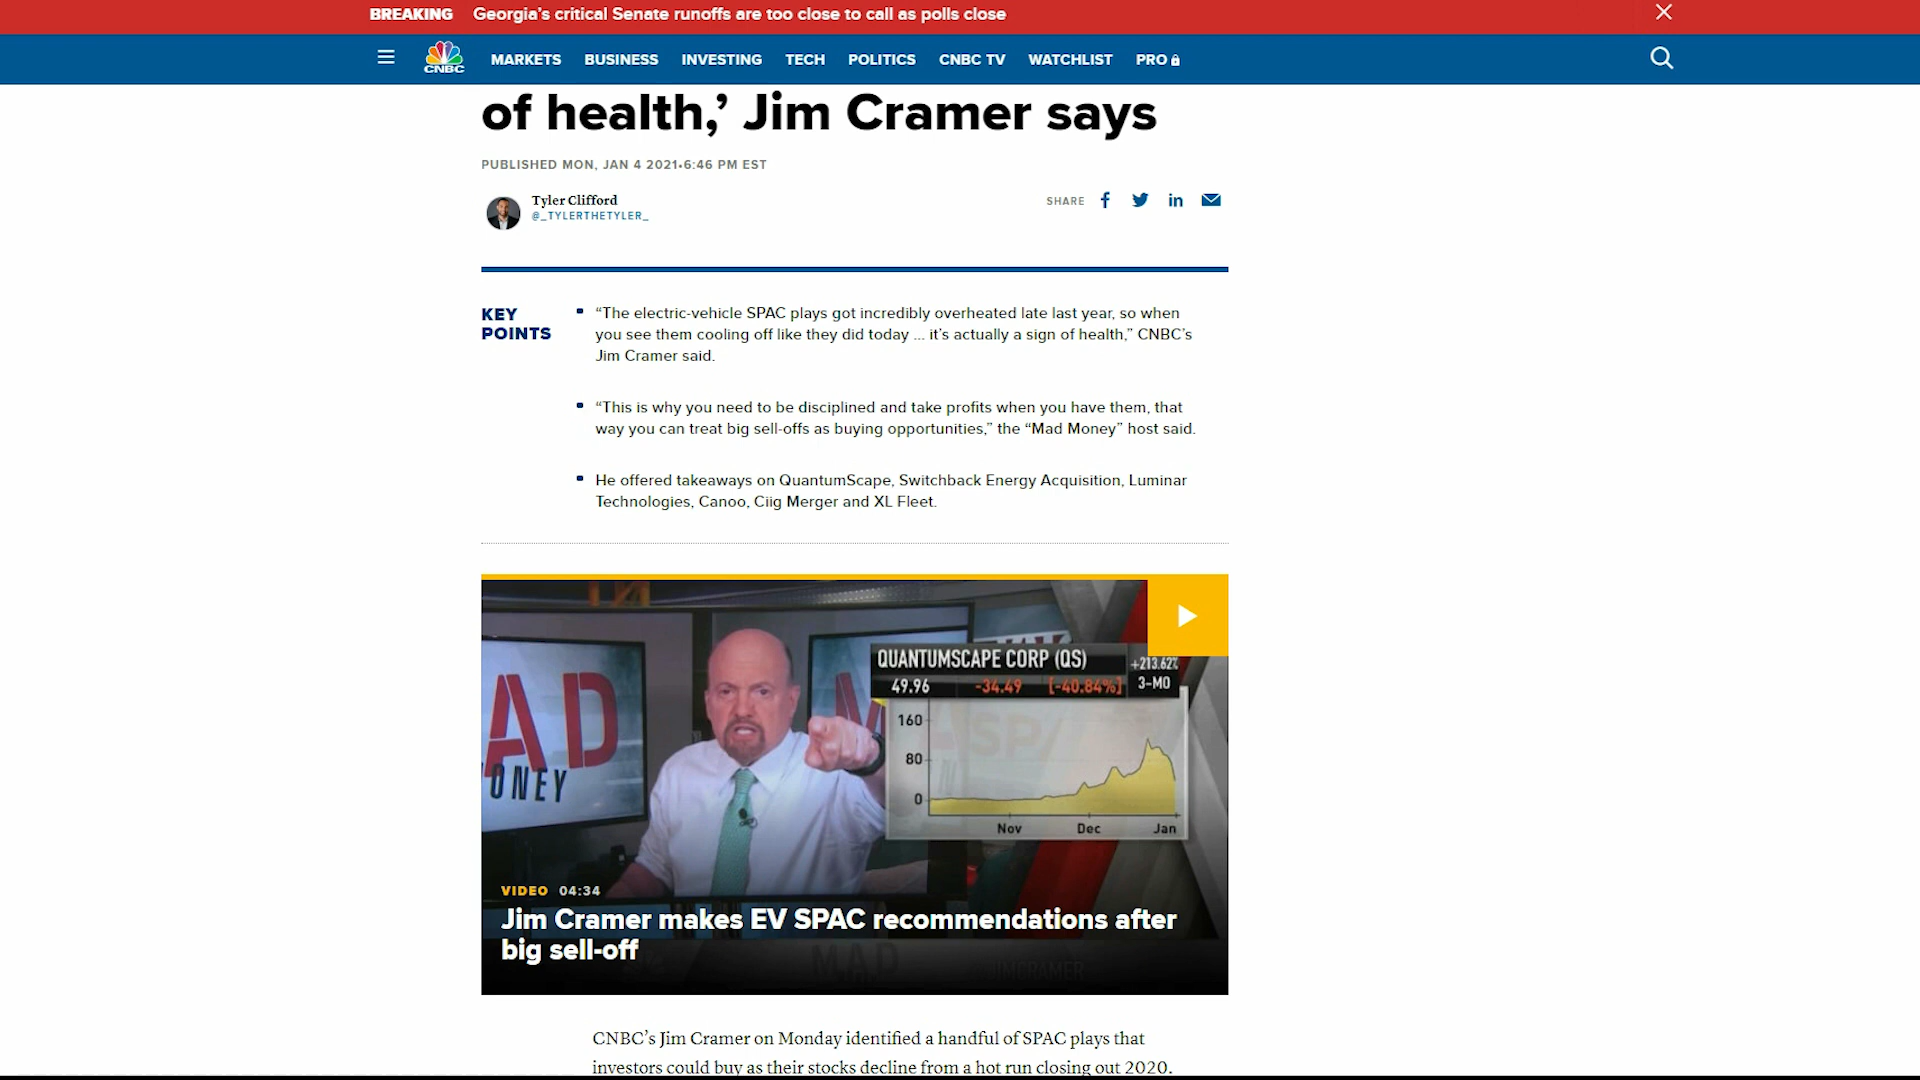 BREAKING Georgia's critical Senate runoffs are too close to call as polls close
CNBC MARKETS BUSINESS INVESTING TECH POLITICS CNBC TV WATCHLIST PRO
of health,’ Jim Cramer says
PUBLISHED MON, JAN 4 2021•6:46 PM EST
Tyler Clifford
@_TYLERTHETYLER_
SHARE
KEY
POINTS
“The electric-vehicle SPAC plays got incredibly overheated late last year, so when
you see them cooling off like they did today ... it’s actually a sign of health,” CNBC’s
Jim Cramer said.
“This is why you need to be disciplined and take profits when you have them, that
way you can treat big sell-offs as buying opportunities,” the “Mad Money” host said.
He offered takeaways on QuantumScape, Switchback Energy Acquisition, Luminar
Technologies, Canoo, Ciig Merger and XL Fleet.
AD
ONEY
QUANTUMSCAPE CORP (QS) +213.62%
49.96 -34.49 [-40.84%] 3-MO
160
80
0
Nov Dec Jan
VIDEO 04:34
Jim Cramer makes EV SPAC recommendations after
big sell-off
MAD
JIMCRAMER
CNBC’s Jim Cramer on Monday identified a handful of SPAC plays that
investors could buy as their stocks decline from a hot run closing out 2020.